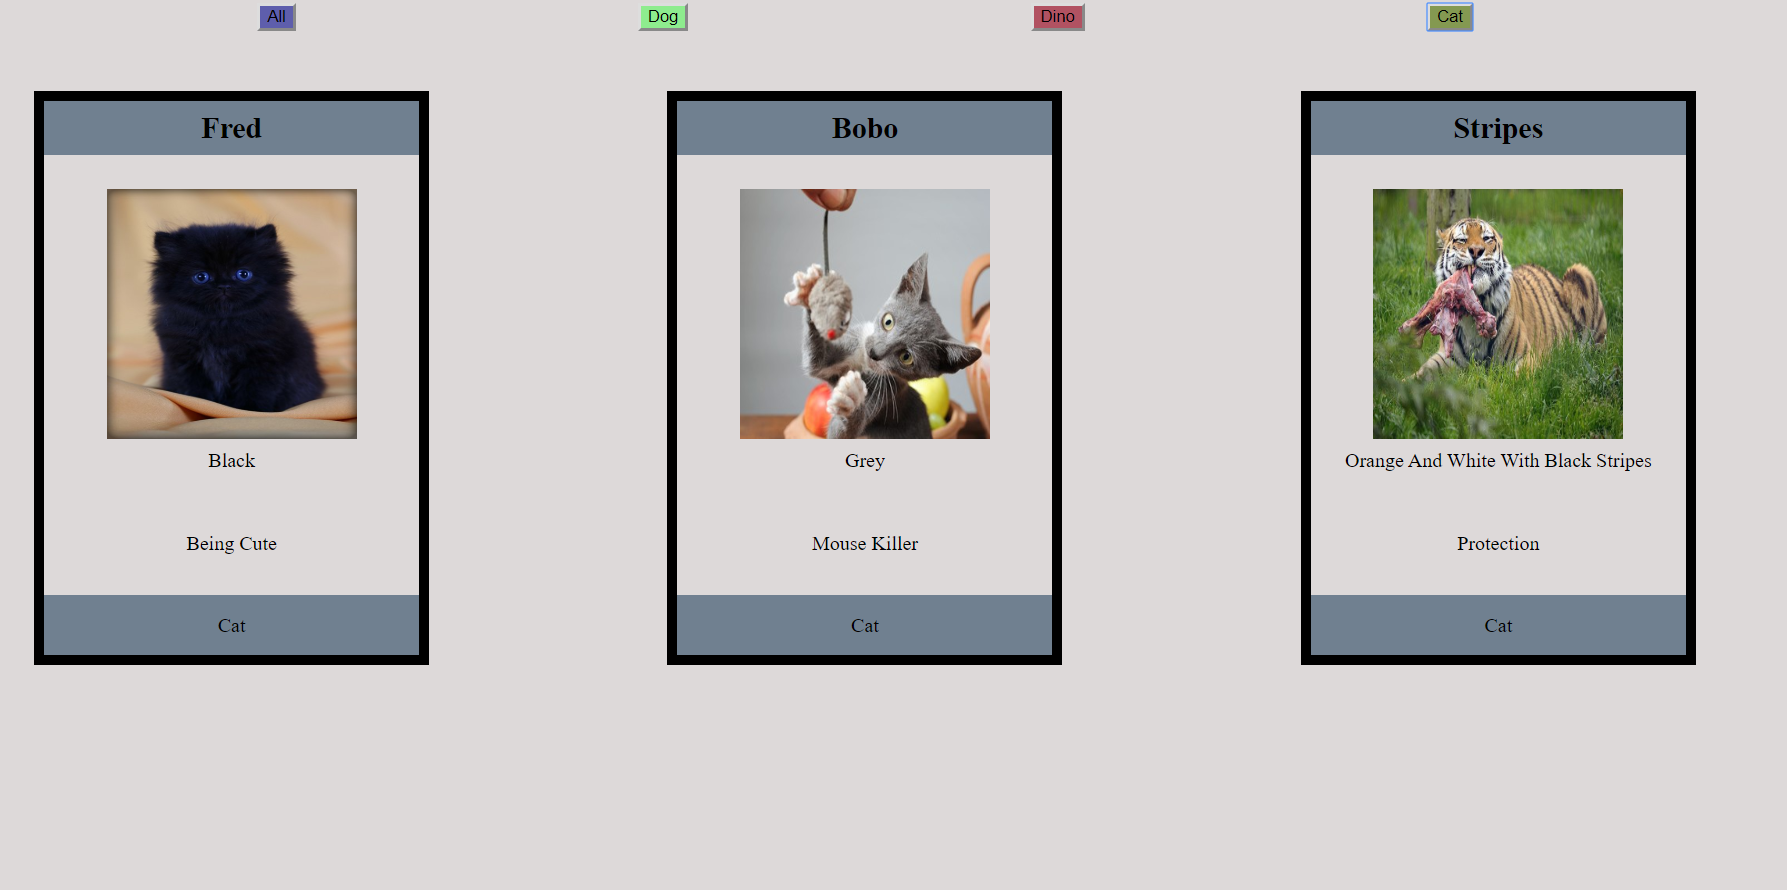 All
Dog
Dino
Cat
Fred
Black
Being Cute
Cat
Bobo
Grey
Mouse Killer
Cat
Stripes
Orange And White With Black Stripes
Protection
Cat